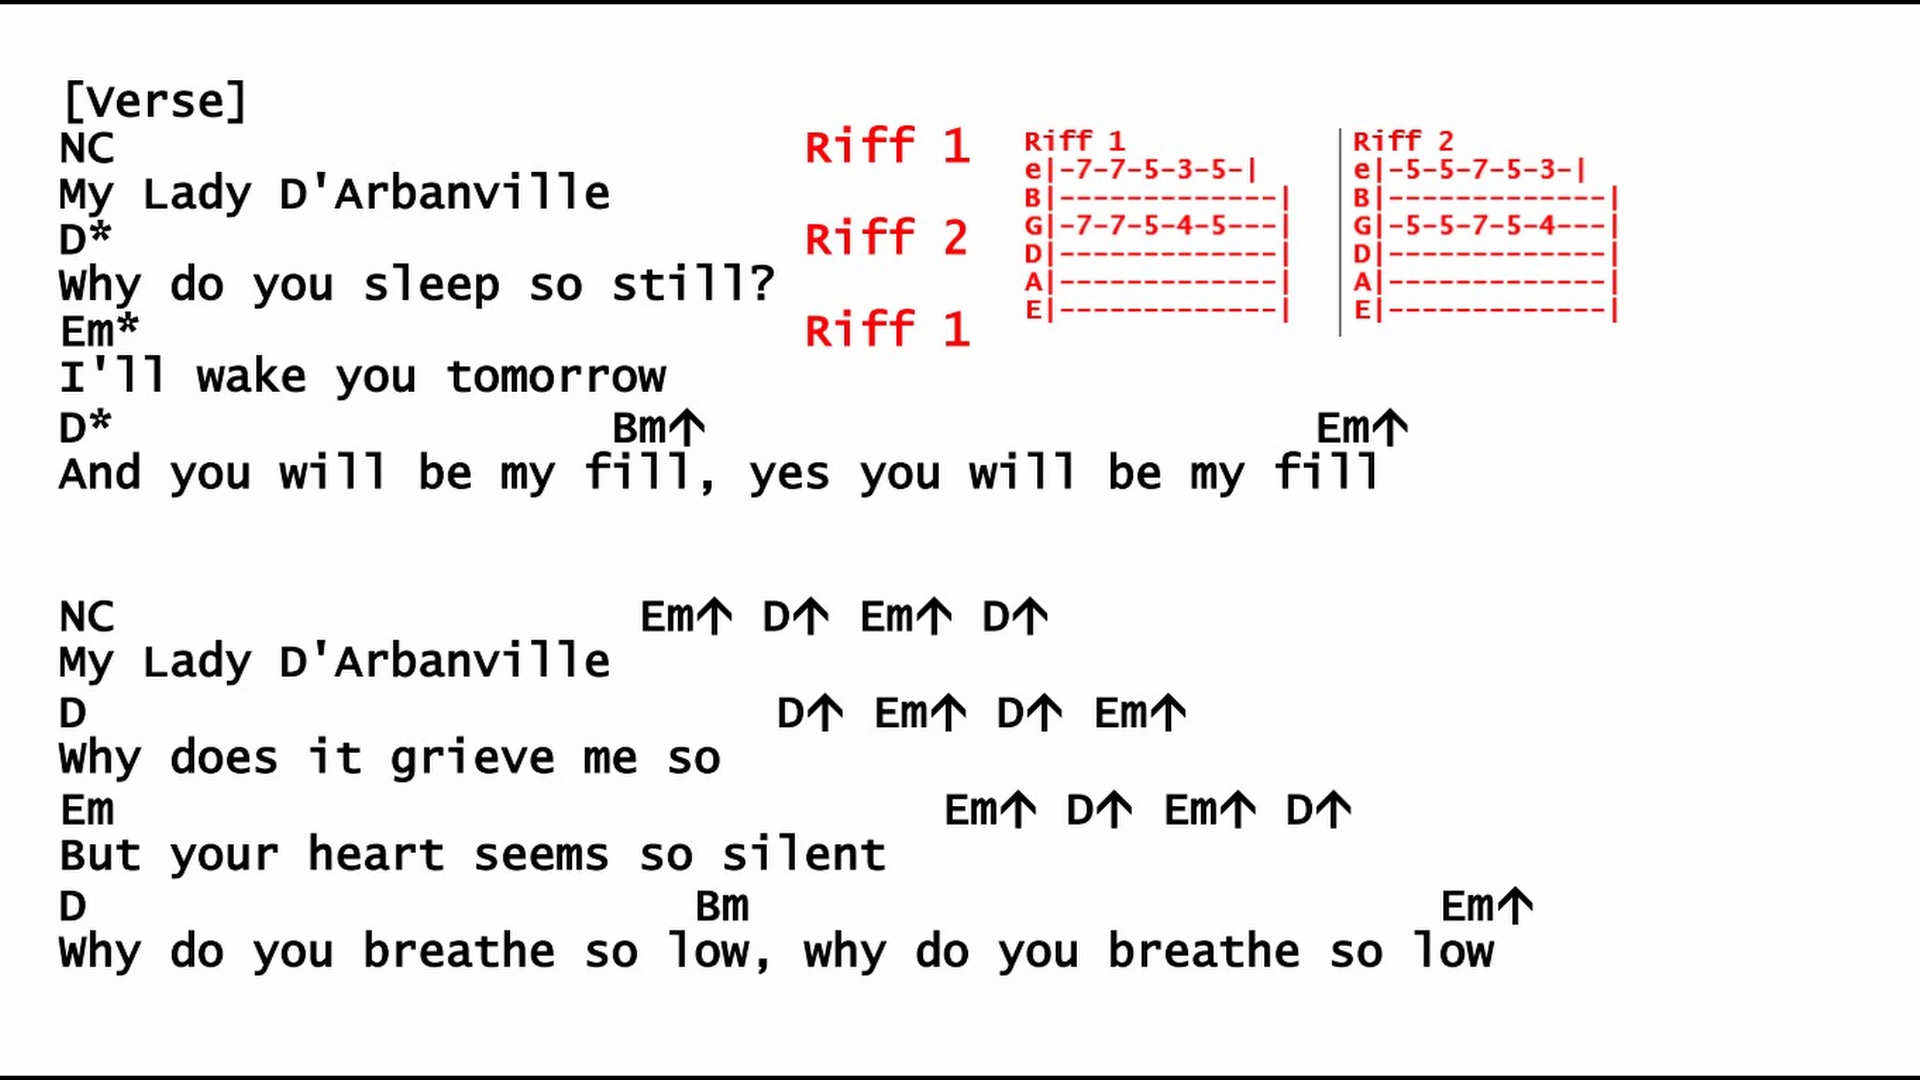 [Verse]
NC Riff 1
My Lady D'Arbanville
D* Riff 2
Why do you sleep so still?
Em* Riff 1
I'll wake you tomorrow
D* Bm↑ Em↑
And you will be my fill, yes you will be my fill
Riff 1
e|-7-7-5-3-5-|
B|-------------|
G|-7-7-5-4-5---|
D|-------------|
A|-------------|
E|-------------|
Riff 2
e|-5-5-7-5-3-|
B|-------------|
G|-5-5-7-5-4---|
D|-------------|
A|-------------|
E|-------------|
NC Em↑ D↑ Em↑ D↑
My Lady D'Arbanville
D D↑ Em↑ D↑ Em↑
Why does it grieve me so
Em Em↑ D↑ Em↑ D↑
But your heart seems so silent
D Bm Em↑
Why do you breathe so low, why do you breathe so low